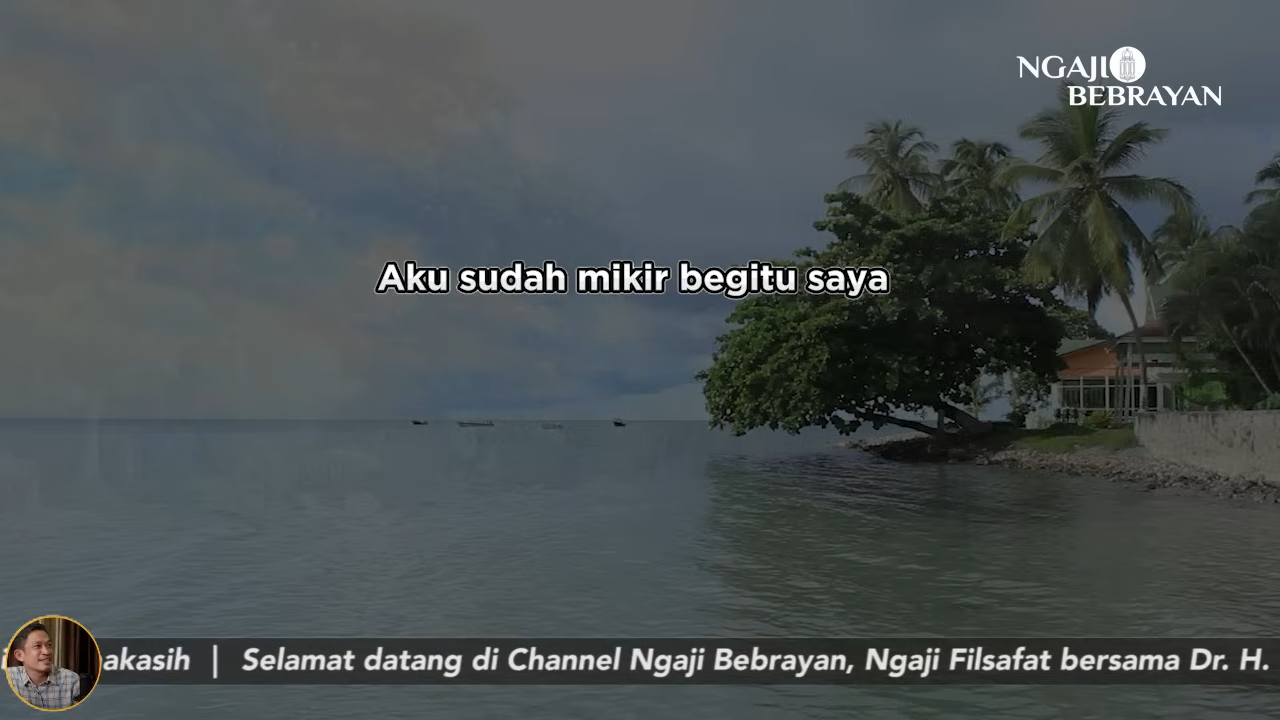 NGAJI
BEBRAYAN
Aku sudah mikir begitu saya
akasih | Selamat datang di Channel Ngaji Bebrayan, Ngaji Filsafat bersama Dr. H.